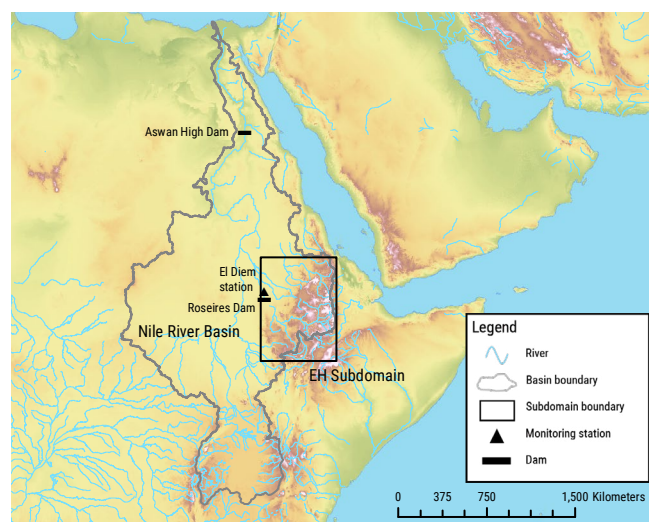 Aswan High Dam
El Diem
station
Roseires Dam
Nile River Basin
EH Subdomain
Legend
River
Basin boundary
Subdomain boundary
Monitoring station
Dam
0 375 750 1,500 Kilometers